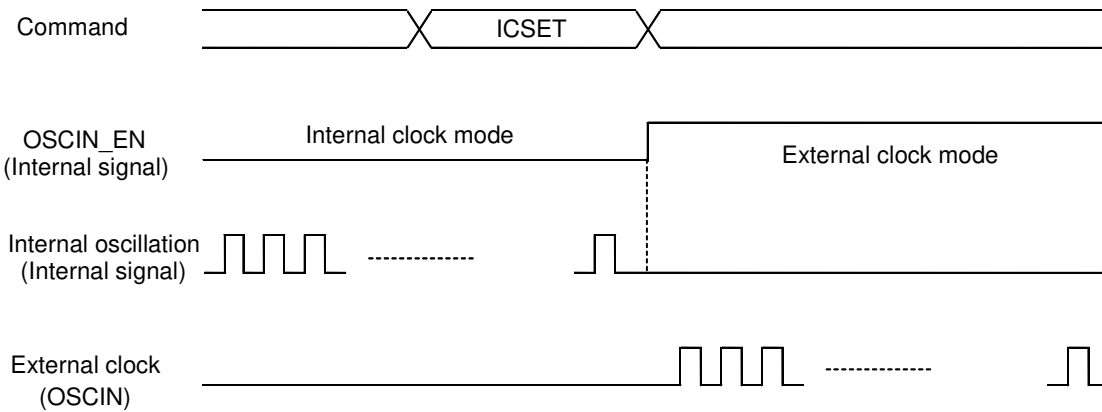 Command
ICSET
OSCIN_EN
(Internal signal)
Internal clock mode
External clock mode
Internal oscillation
(Internal signal)
External clock
(OSCIN)